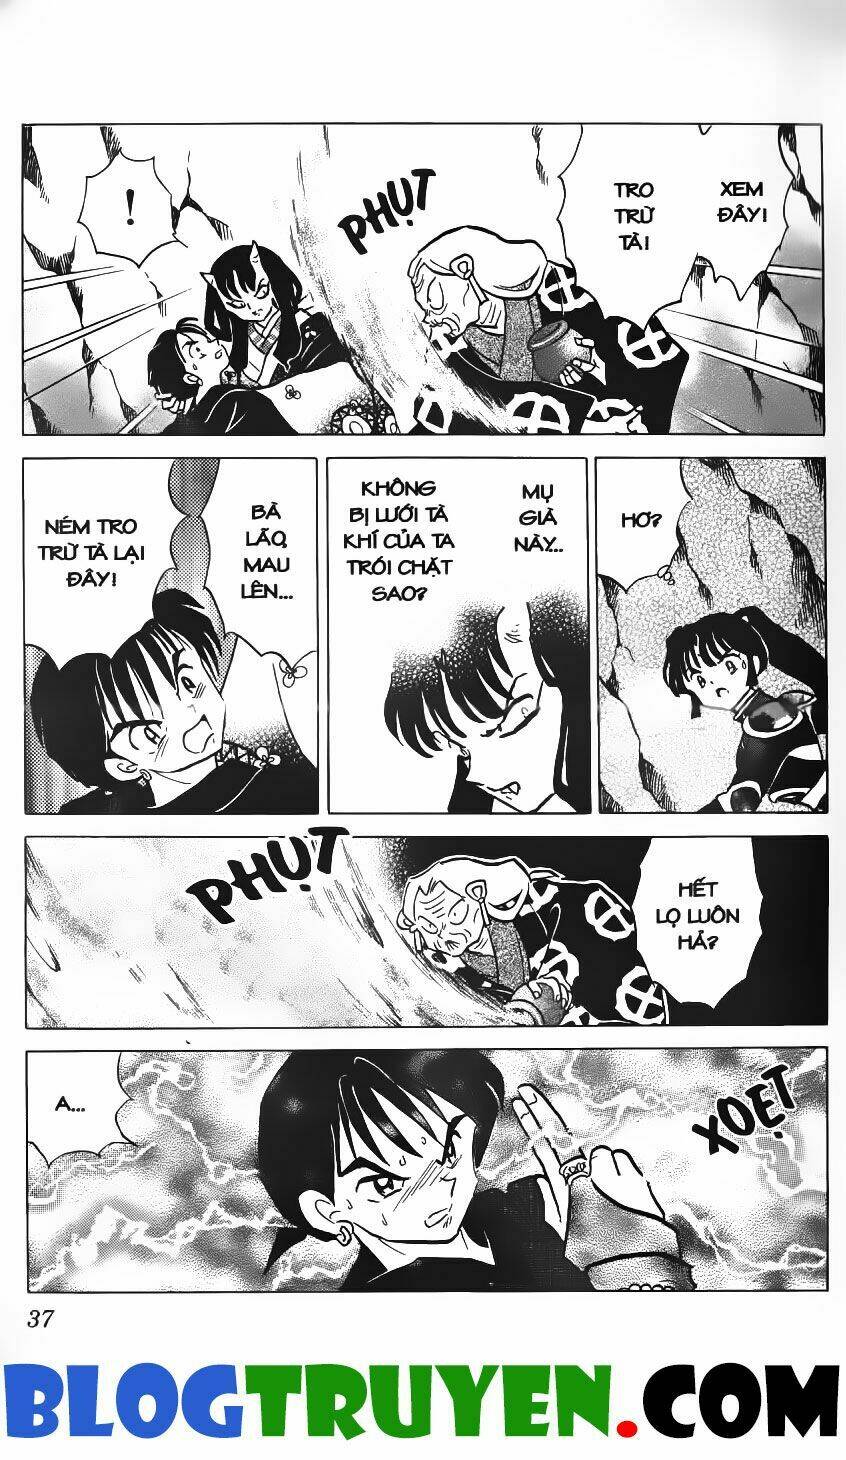 XEM
ĐÂY!
TRO
TRỪ
TÀ!
PHỤT
!
HƠ?
MỤ
GIÀ
NÀY...
KHÔNG
BỊ LƯỚI TÀ
KHÍ CỦA TA
TRÓI CHẶT
SAO?
BÀ
LÃO,
MAU
LÊN...
NÉM TRO
TRỪ TÀ LẠI
ĐÂY!
HẾT
LỌ LUÔN
HẢ?
PHỤT
XOẸT
A...
37
BLOGTRUYEN.COM